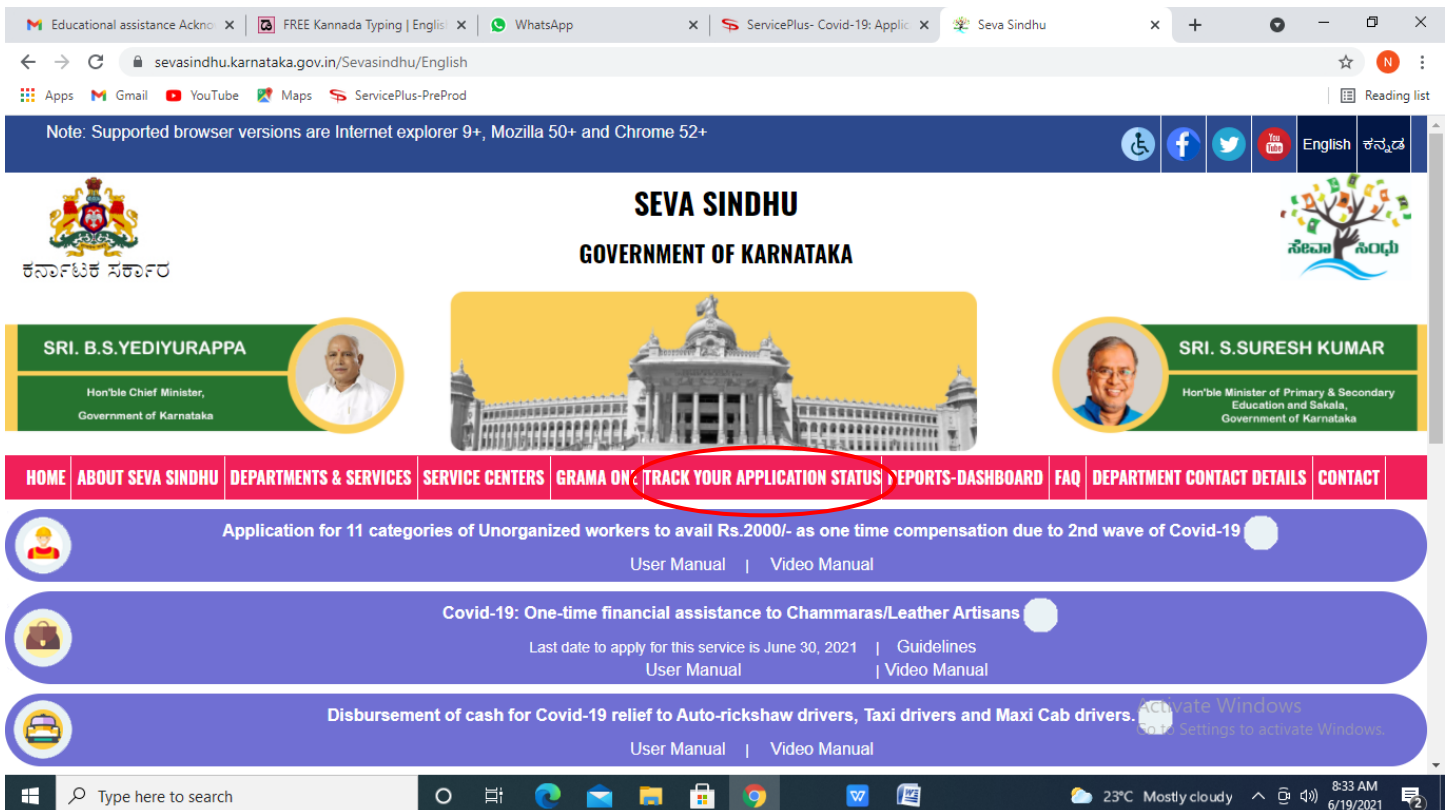 Educational assistance Ackno
FREE Kannada Typing | Englis
WhatsApp
ServicePlus- Covid-19: Applic
Seva Sindhu
sevasindhu.karnataka.gov.in/Sevasindhu/English
N
Apps
Gmail
YouTube
Maps
ServicePlus-PreProd
Reading list
Note: Supported browser versions are Internet explorer 9+, Mozilla 50+ and Chrome 52+
You Tube
English
ಕನ್ನಡ
SEVA SINDHU
GOVERNMENT OF KARNATAKA
ಕರ್ನಾಟಕ ಸರ್ಕಾರ
ಸೇವಾ ಸಿಂಧು
SRI. B.S.YEDIYURAPPA
Hon'ble Chief Minister,
Government of Karnataka
SRI. S.SURESH KUMAR
Hon'ble Minister of Primary & Secondary
Education and Sakala,
Government of Karnataka
HOME ABOUT SEVA SINDHU DEPARTMENTS & SERVICES SERVICE CENTERS GRAMA ONE TRACK YOUR APPLICATION STATUS REPORTS-DASHBOARD FAQ DEPARTMENT CONTACT DETAILS CONTACT
Application for 11 categories of Unorganized workers to avail Rs.2000/- as one time compensation due to 2nd wave of Covid-19
User Manual | Video Manual
Covid-19: One-time financial assistance to Chammaras/Leather Artisans
Last date to apply for this service is June 30, 2021 | Guidelines
User Manual | Video Manual
Disbursement of cash for Covid-19 relief to Auto-rickshaw drivers, Taxi drivers and Maxi Cab drivers.
User Manual | Video Manual
Activate Windows
Go to Settings to activate Windows.
Type here to search
23°C Mostly cloudy
8:33 AM
6/19/2021
2